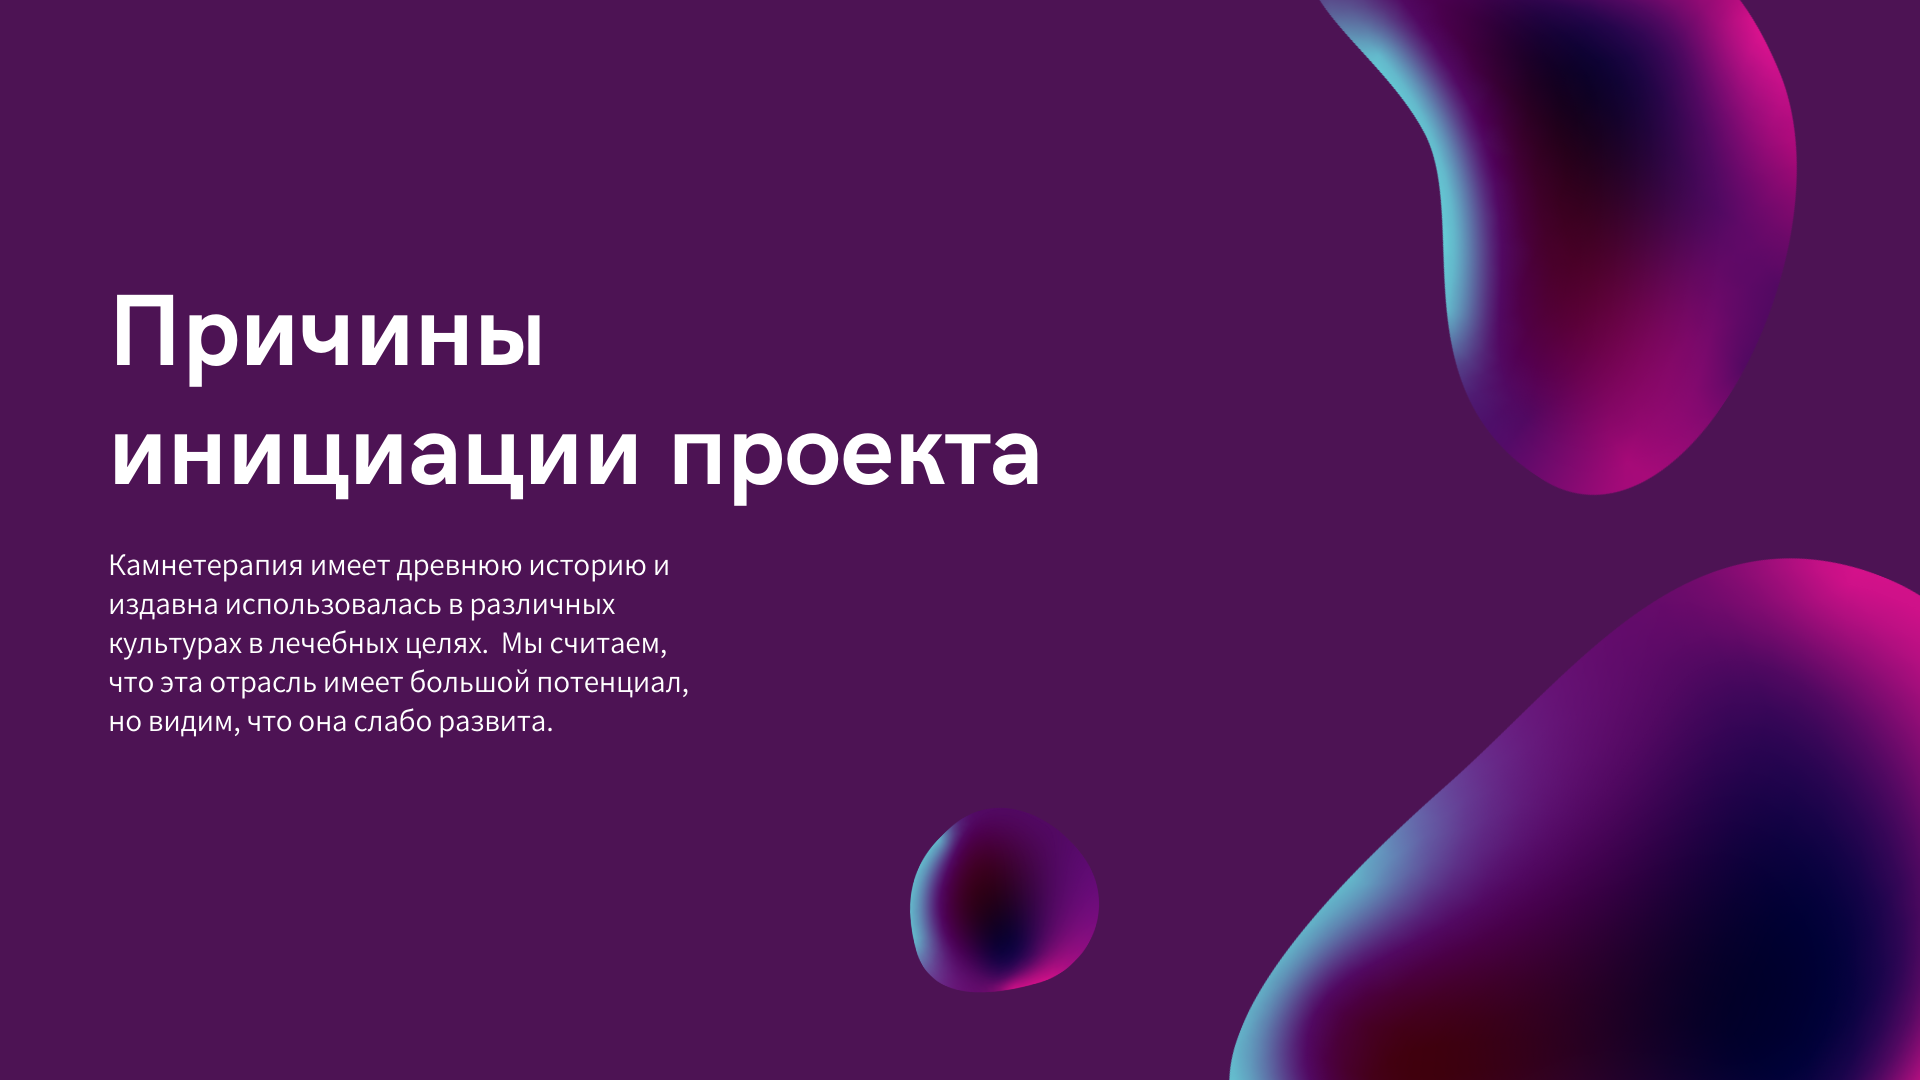 Причины
инициации проекта
Камнетерапия имеет древнюю историю и
издавна использовалась в различных
культурах в лечебных целях.  Мы считаем,
что эта отрасль имеет большой потенциал,
но видим, что она слабо развита.